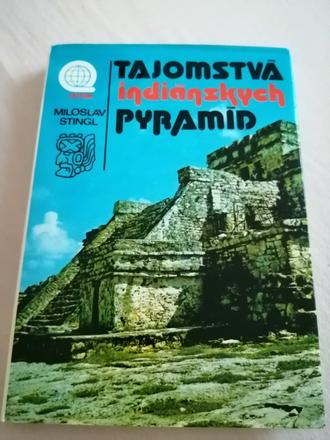 MILOSLAV
STINGL
TAJOMSTVÁ
indiánskych
PYRAMÍD